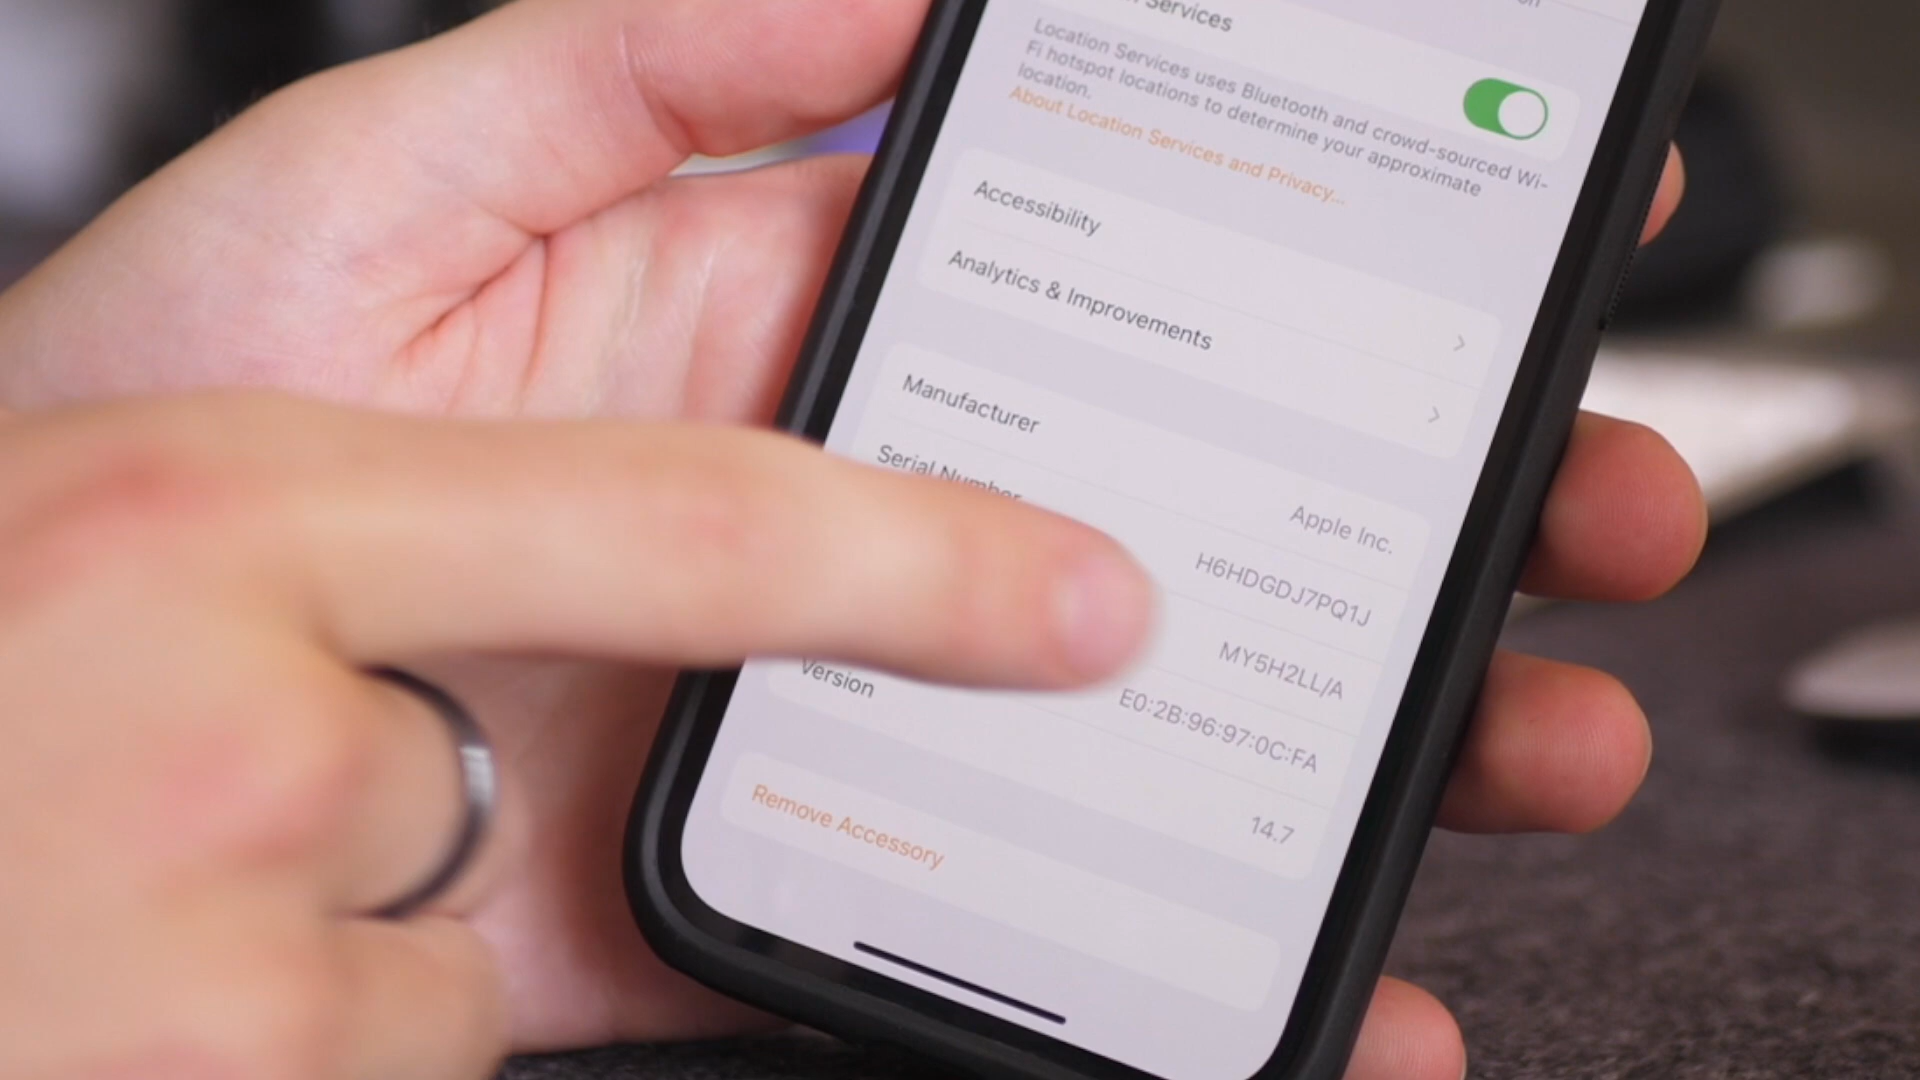 Services
Location Services uses Bluetooth and crowd-sourced Wi-
Fi hotspot locations to determine your approximate
location.
About Location Services and Privacy...
Accessibility
Analytics & Improvements
Manufacturer
Apple Inc.
Serial Number
H6HDGDJ7PQ1J
MY5H2LL/A
E0:2B:96:97:0C:FA
Version
14.7
Remove Accessory